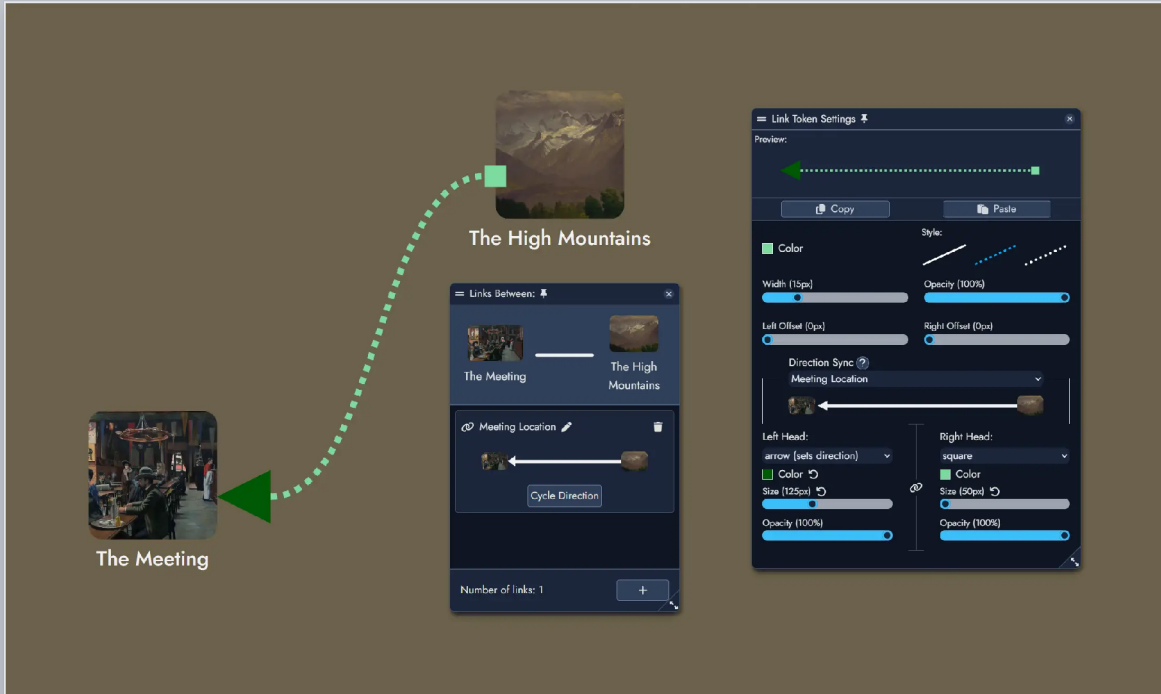 The High Mountains
The Meeting
Links Between:
The Meeting
The High
Mountains
Meeting Location
Cycle Direction
Number of links: 1
+
Link Token Settings
Preview:
Copy
Paste
Color
Style:
Width (15px)
Opacity (100%)
Left Offset (0px)
Right Offset (0px)
Direction Sync ?
Meeting Location
Left Head:
arrow (sets direction)
Color
Size (125px)
Opacity (100%)
Right Head:
square
Color
Size (50px)
Opacity (100%)